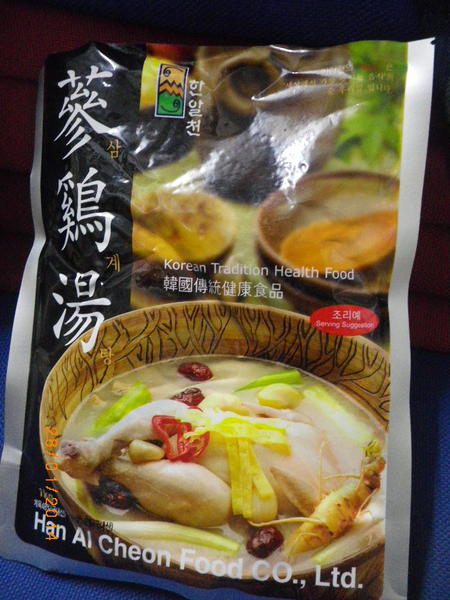 한알천
蔘鷄湯
삼계탕
Korean Tradition Health Food
韓國傳統健康食品
조리예
Serving Suggestion
Han Al Cheon Food CO., Ltd.